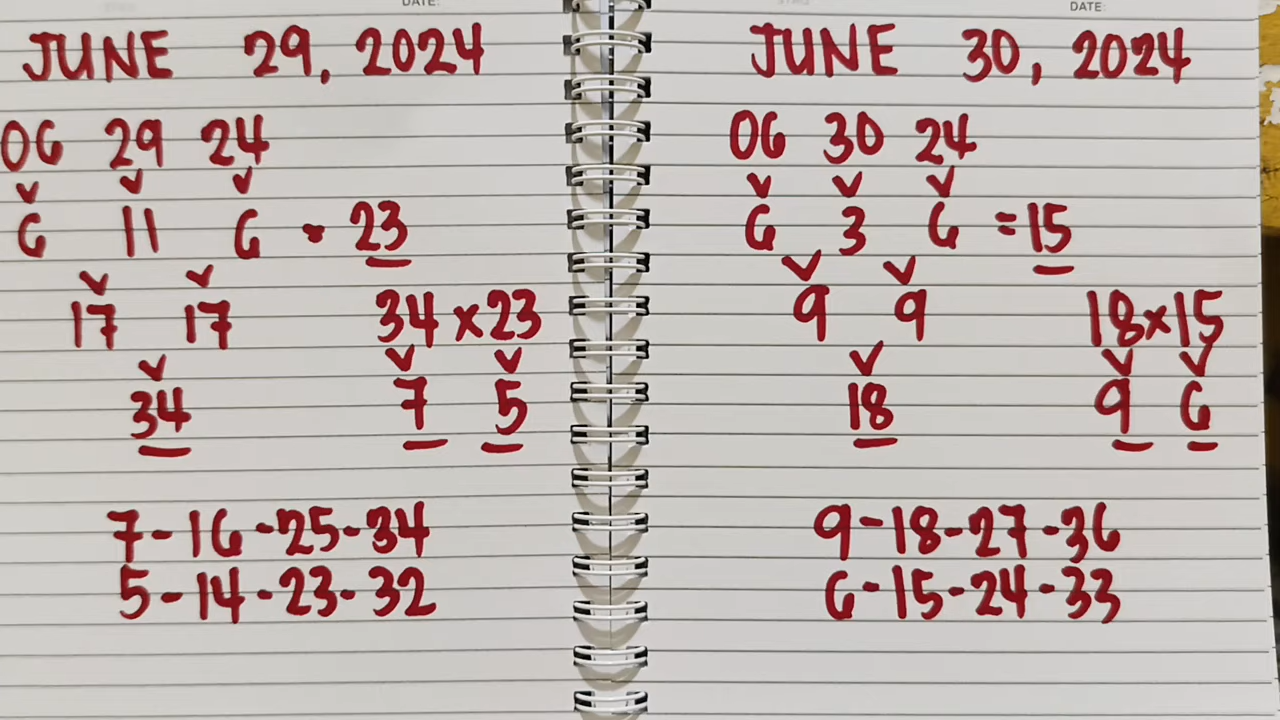 DATE:
JUNE 29, 2024
06 29 24
6 11 6 = 23
17 17 34 x 23
34 7 5
7-16-25-34
5-14-23-32
DATE:
JUNE 30, 2024
06 30 24
6 3 6 = 15
9 9 18 x 15
18 9 6
9-18-27-36
6-15-24-33